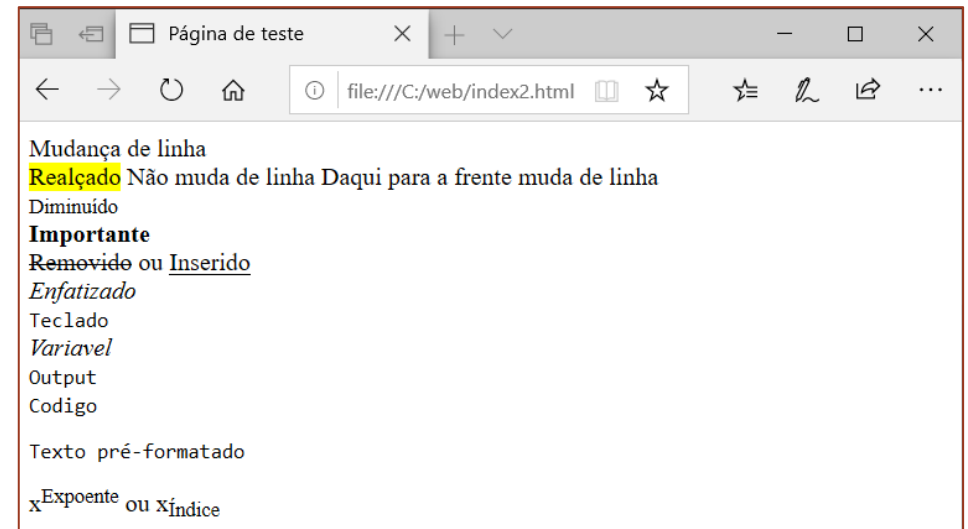 Página de teste
file:///C:/web/index2.html
Mudança de linha
Realçado Não muda de linha Daqui para a frente muda de linha
Diminuído
Importante
Removido ou Inserido
Enfatizado
Teclado
Variavel
Output
Codigo
Texto pré-formatado
xExpoente ou xÍndice